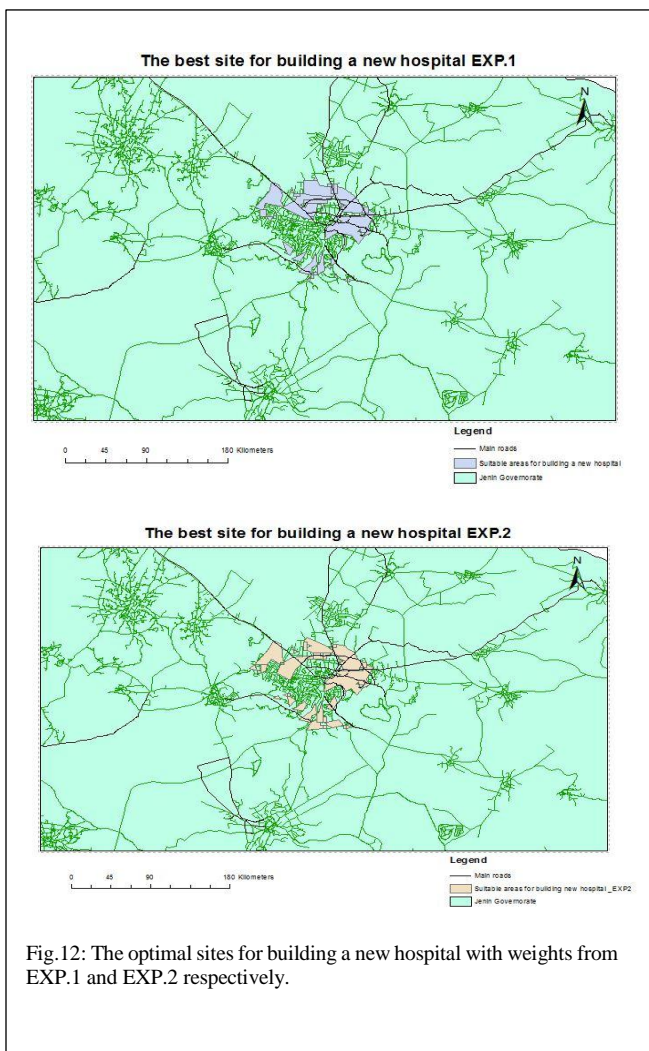 The best site for building a new hospital EXP.1
N
Legend
0 45 90 180 Kilometers
Main roads
Suitable areas for building a new hospital
Jenin Governorate
The best site for building a new hospital EXP.2
N
Legend
0 45 90 180 Kilometers
Main roads
Suitable areas for building new hospital _EXP2
Jenin Governorate
Fig.12: The optimal sites for building a new hospital with weights from
EXP.1 and EXP.2 respectively.